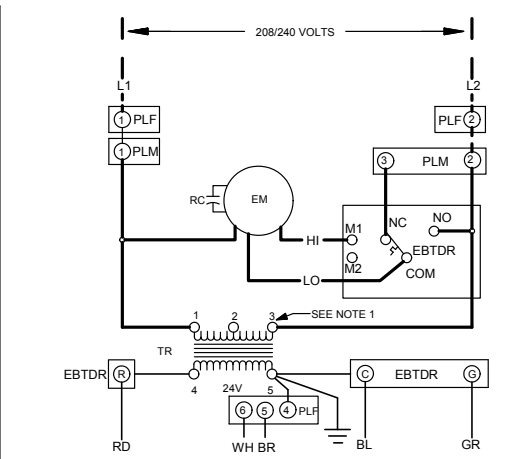 208/240 VOLTS
L1
L2
1 PLF
PLF 2
1 PLM
3 PLM 2
RC
EM
HI
M1
NC
NO
EBTDR
M2
COM
LO
1 2 3
SEE NOTE 1
TR
EBTDR R
4
24V
5
C EBTDR G
6 5 4 PLF
RD
WH BR
BL
GR